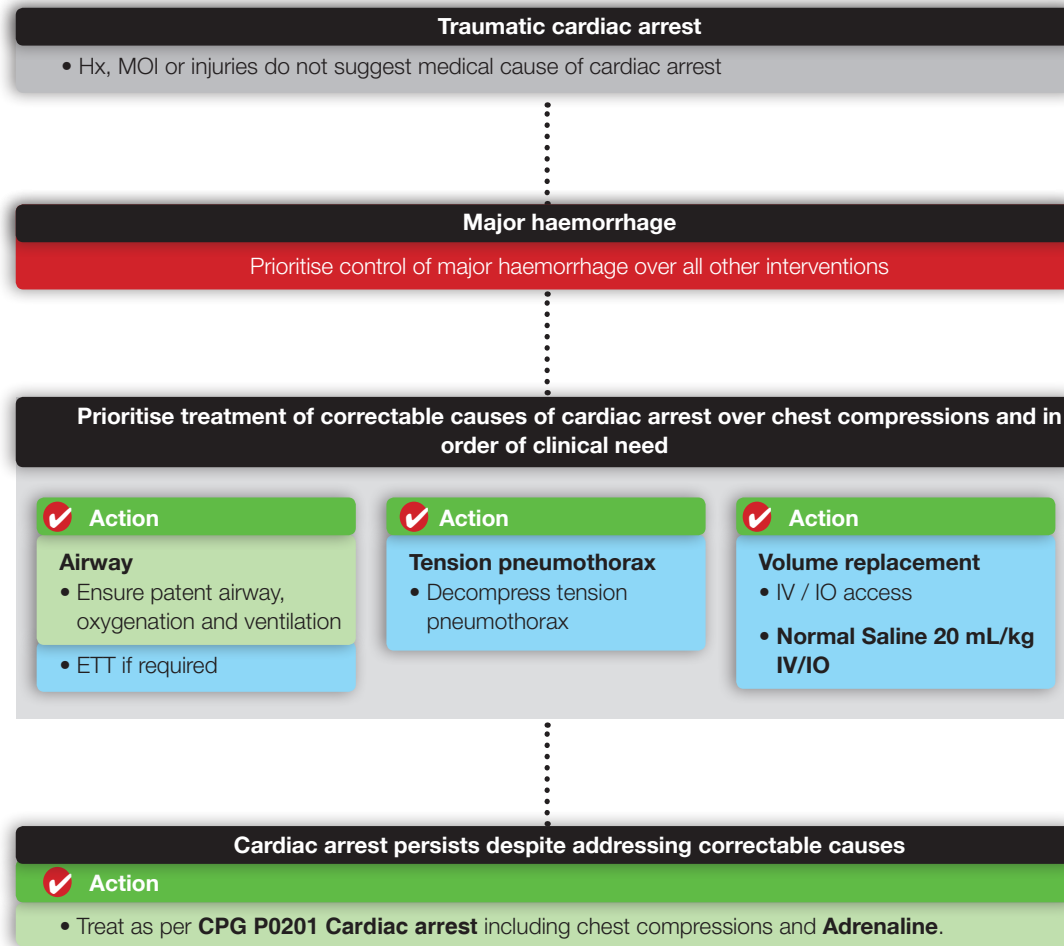 Traumatic cardiac arrest
• Hx, MOI or injuries do not suggest medical cause of cardiac arrest
Major haemorrhage
Prioritise control of major haemorrhage over all other interventions
Prioritise treatment of correctable causes of cardiac arrest over chest compressions and in
order of clinical need
Action
Airway
• Ensure patent airway,
oxygenation and ventilation
• ETT if required
Action
Tension pneumothorax
• Decompress tension
pneumothorax
Action
Volume replacement
• IV / IO access
• Normal Saline 20 mL/kg
IV/IO
Cardiac arrest persists despite addressing correctable causes
Action
• Treat as per CPG P0201 Cardiac arrest including chest compressions and Adrenaline.